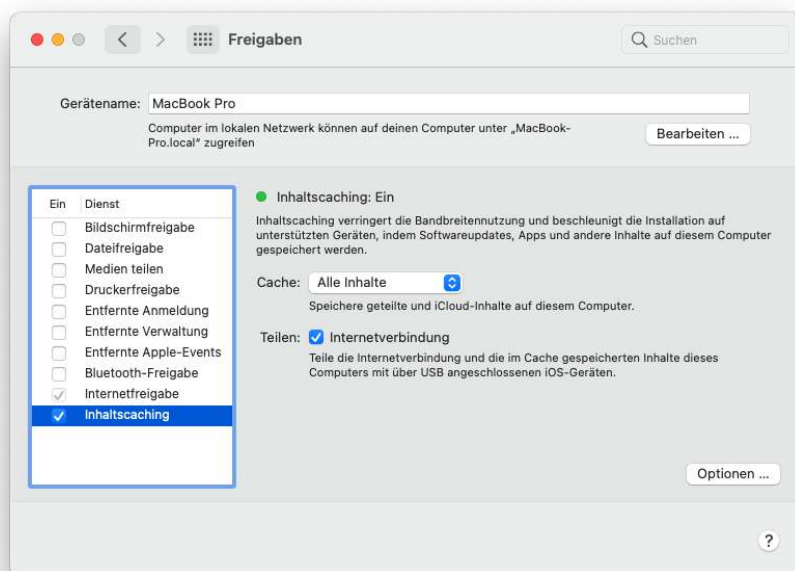 Freigaben
Suchen
Gerätename: MacBook Pro
Computer im lokalen Netzwerk können auf deinen Computer unter „MacBook-
Pro.local“ zugreifen
Bearbeiten ...
Ein Dienst
Bildschirmfreigabe
Dateifreigabe
Medien teilen
Druckerfreigabe
Entfernte Anmeldung
Entfernte Verwaltung
Entfernte Apple-Events
Bluetooth-Freigabe
Internetfreigabe
Inhaltscaching
Inhaltscaching: Ein
Inhaltscaching verringert die Bandbreitennutzung und beschleunigt die Installation auf
unterstützten Geräten, indem Softwareupdates, Apps und andere Inhalte auf diesem Computer
gespeichert werden.
Cache: Alle Inhalte
Speichere geteilte und iCloud-Inhalte auf diesem Computer.
Teilen: Internetverbindung
Teile die Internetverbindung und die im Cache gespeicherten Inhalte dieses
Computers mit über USB angeschlossenen iOS-Geräten.
Optionen ...
?